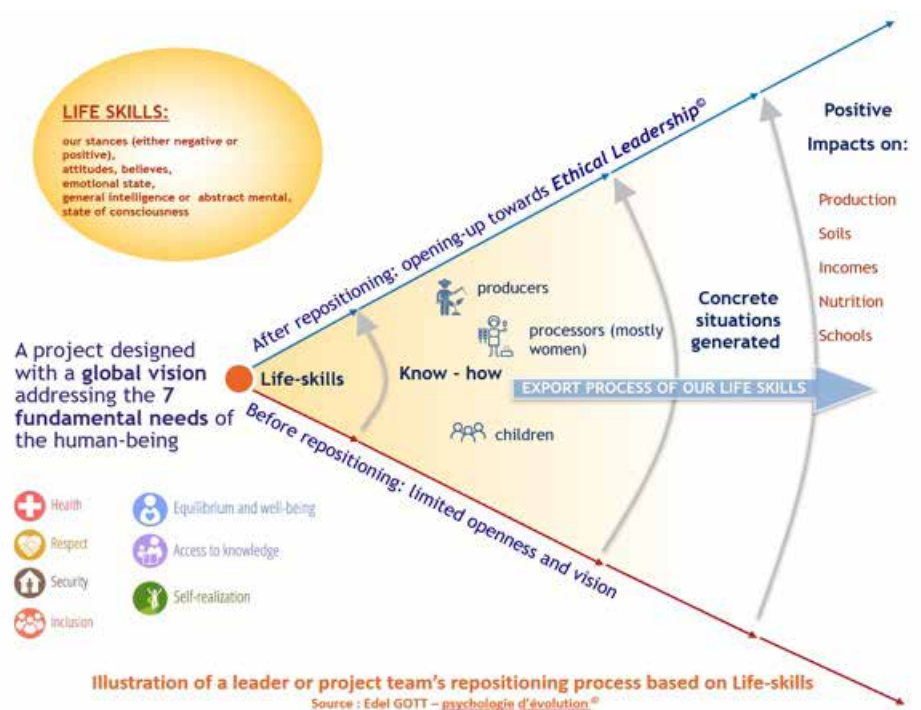 LIFE SKILLS:
our stances (either negative or
positive),
attitudes, believes,
emotional state,
general intelligence or abstract mental,
state of consciousness
After repositioning: opening-up towards Ethical Leadership©
Positive
Impacts on:
Production
Soils
Incomes
Nutrition
Schools
producers
processors (mostly
women)
Concrete
situations
generated
A project designed
with a global vision
addressing the 7
fundamental needs of
the human-being
Life-skills
Know - how
EXPORT PROCESS OF OUR LIFE SKILLS
children
Before repositioning: limited openness and vision
Health
Respect
Security
Inclusion
Equilibrium and well-being
Access to knowledge
Self-realization
Illustration of a leader or project team's repositioning process based on Life-skills
Source : Edel GOTT – psychologie d'évolution ©